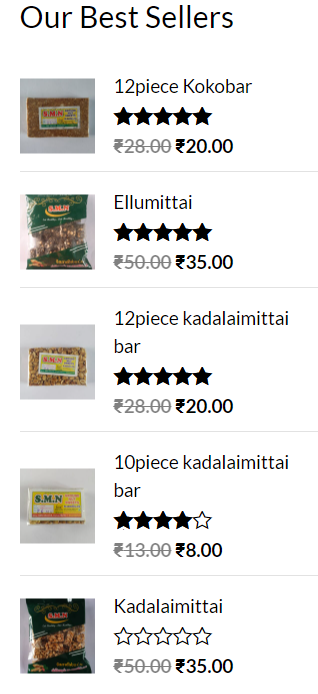 Our Best Sellers
12piece Kokobar
₹28.00 ₹20.00
S.M.N
Ellumittai
₹50.00 ₹35.00
12piece kadalaimittai
bar
₹28.00 ₹20.00
S.M.N
10piece kadalaimittai
bar
₹13.00 ₹8.00
S.M.N
Kadalaimittai
₹50.00 ₹35.00